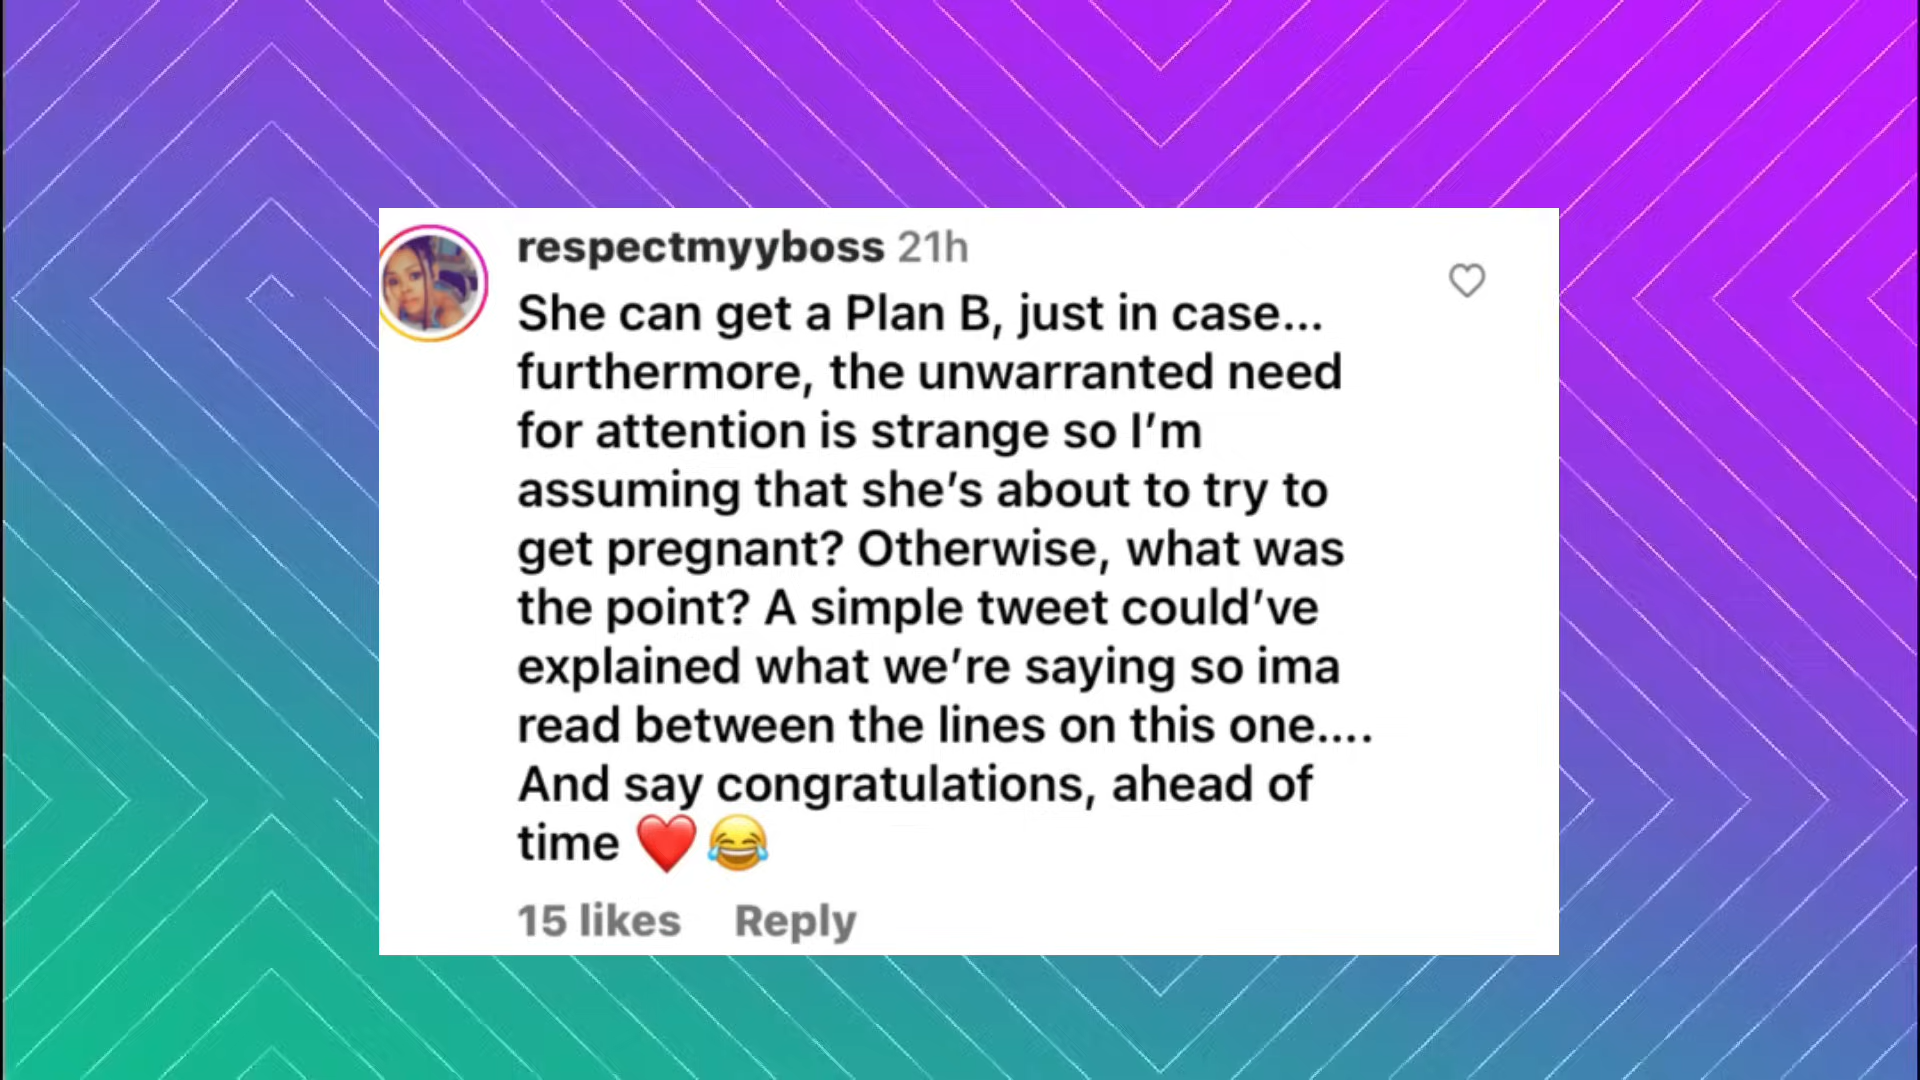 respectmyyboss 21h
She can get a Plan B, just in case...
furthermore, the unwarranted need
for attention is strange so I’m
assuming that she’s about to try to
get pregnant? Otherwise, what was
the point? A simple tweet could’ve
explained what we’re saying so ima
read between the lines on this one....
And say congratulations, ahead of
time ❤️😂
15 likes Reply